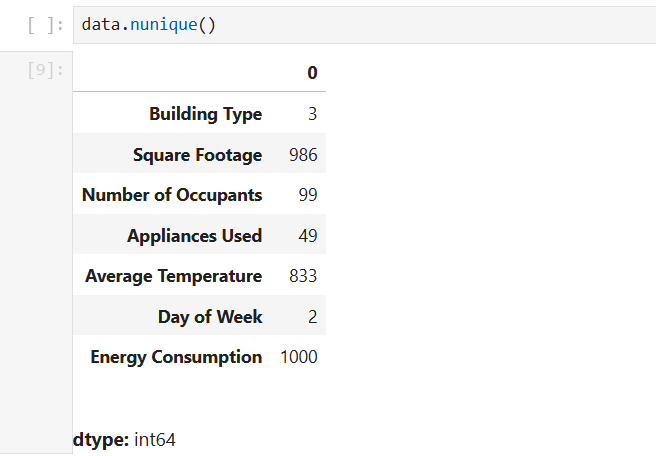 [ ]: data.nunique()
[9]:
0
Building Type 3
Square Footage 986
Number of Occupants 99
Appliances Used 49
Average Temperature 833
Day of Week 2
Energy Consumption 1000
dtype: int64